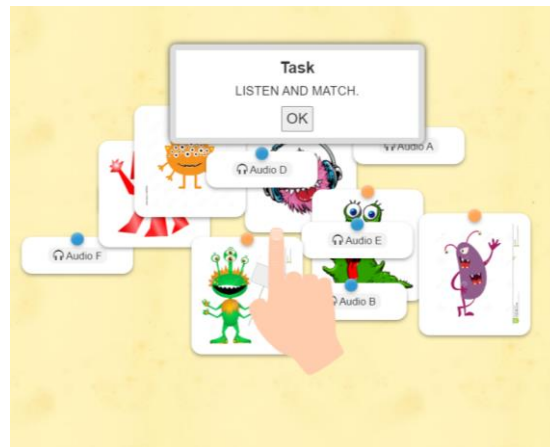 Task
LISTEN AND MATCH.
OK
Audio A
Audio D
Audio E
Audio F
Audio B